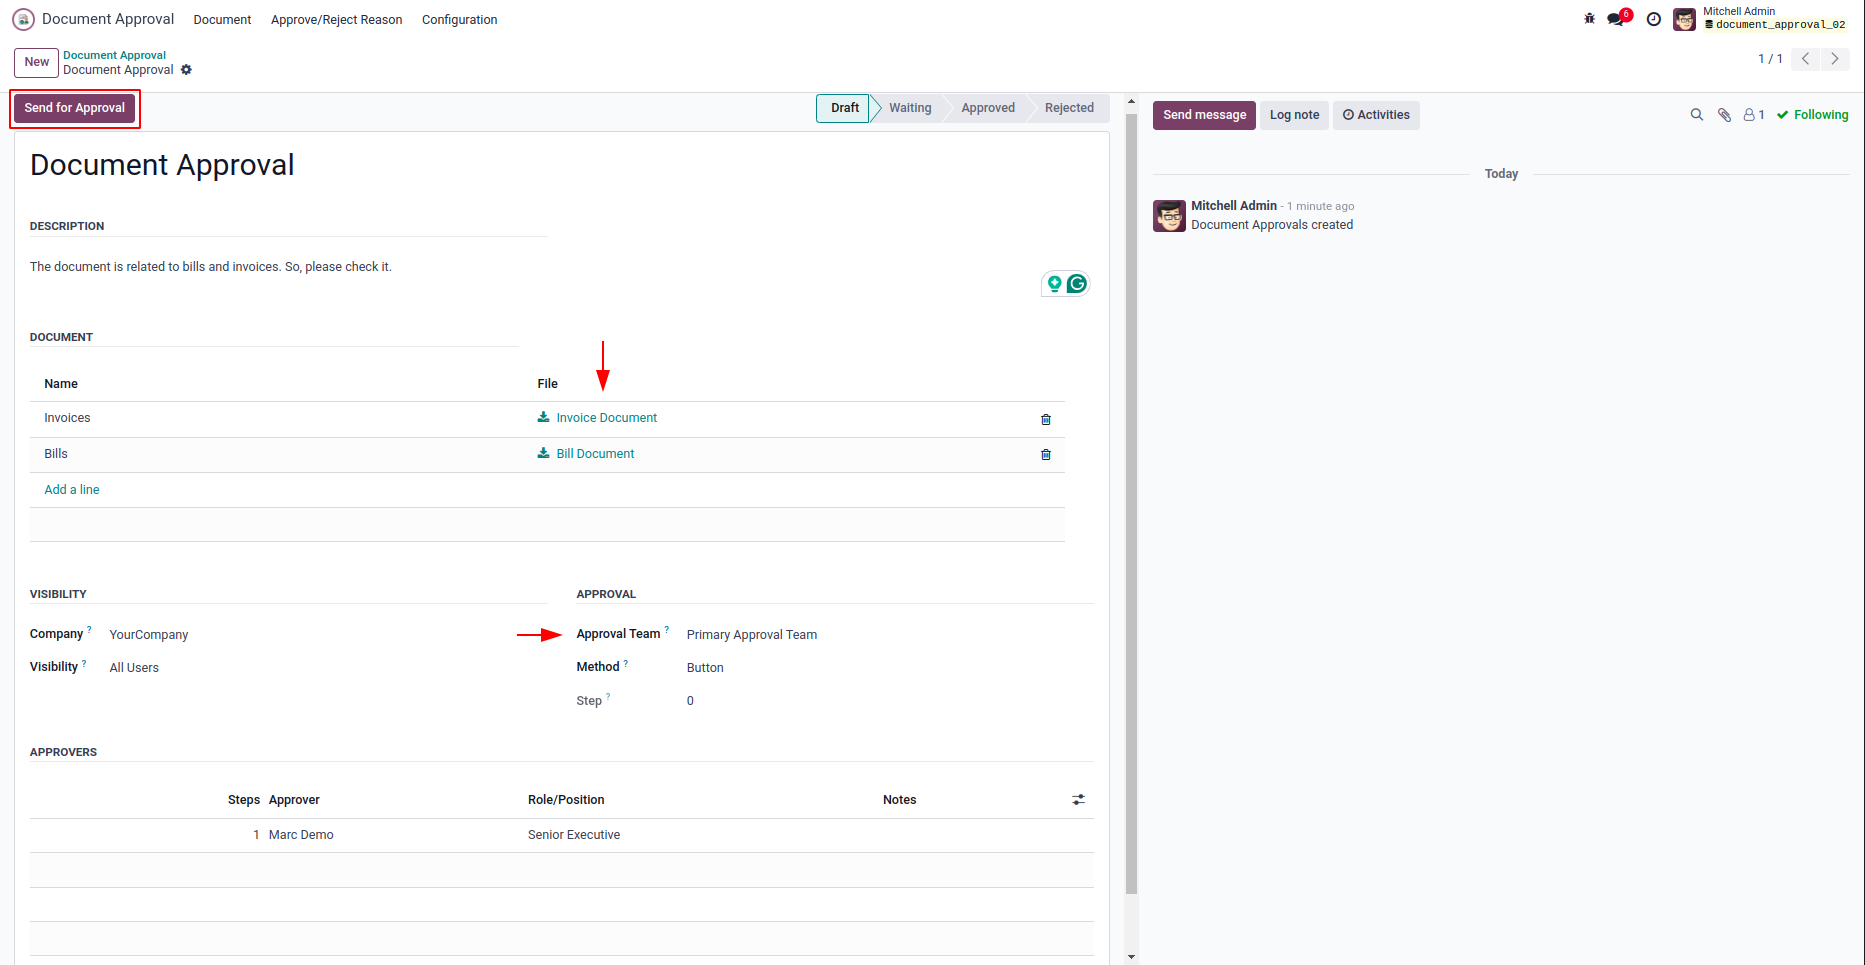 Document Approval Document Approve/Reject Reason Configuration 6 Mitchell Admin
document_approval_02
New Document Approval
Document Approval
1 / 1
Send for Approval Draft Waiting Approved Rejected
Send message Log note Activities 1 Following
Document Approval
Today
Mitchell Admin - 1 minute ago
Document Approvals created
DESCRIPTION
The document is related to bills and invoices. So, please check it.
DOCUMENT
Name File
Invoices Invoice Document
Bills Bill Document
Add a line
VISIBILITY APPROVAL
Company ? YourCompany Approval Team ? Primary Approval Team
Visibility ? All Users Method ? Button
Step ? 0
APPROVERS
Steps Approver Role/Position Notes
1 Marc Demo Senior Executive